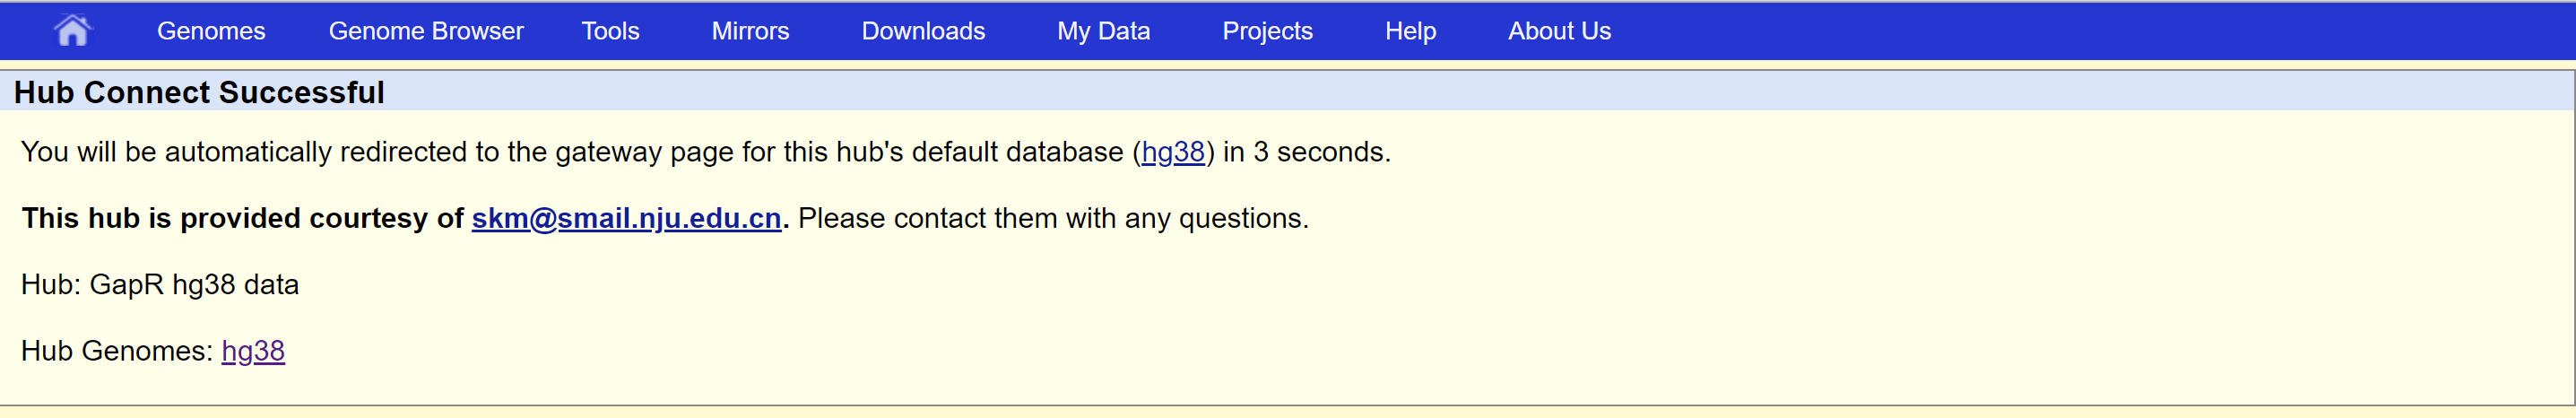 Genomes Genome Browser Tools Mirrors Downloads My Data Projects Help About Us
Hub Connect Successful
You will be automatically redirected to the gateway page for this hub's default database (hg38) in 3 seconds.
This hub is provided courtesy of skm@smail.nju.edu.cn. Please contact them with any questions.
Hub: GapR hg38 data
Hub Genomes: hg38